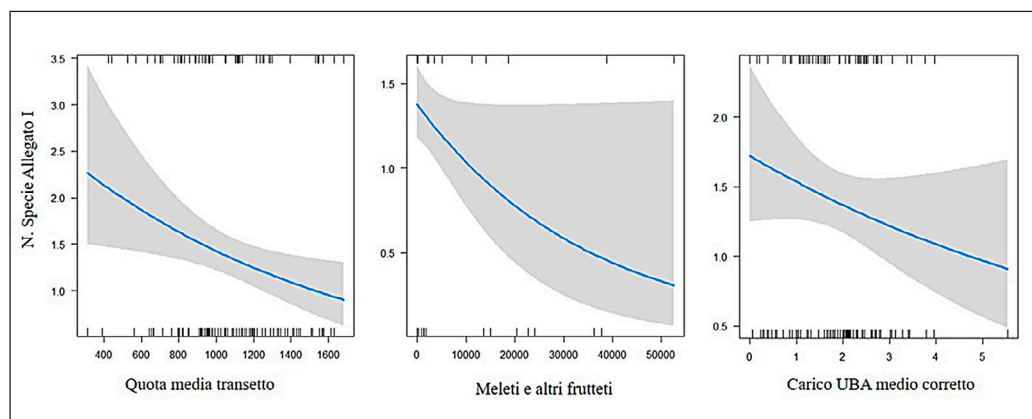 N. Specie Allegato I
3.5
3.0
2.5
2.0
1.5
1.0
400 600 800 1000 1200 1400 1600
Quota media transetto
1.5
1.0
0.5
0 10000 20000 30000 40000 50000
Meleti e altri frutteti
2.0
1.5
1.0
0.5
0 1 2 3 4 5
Carico UBA medio corretto